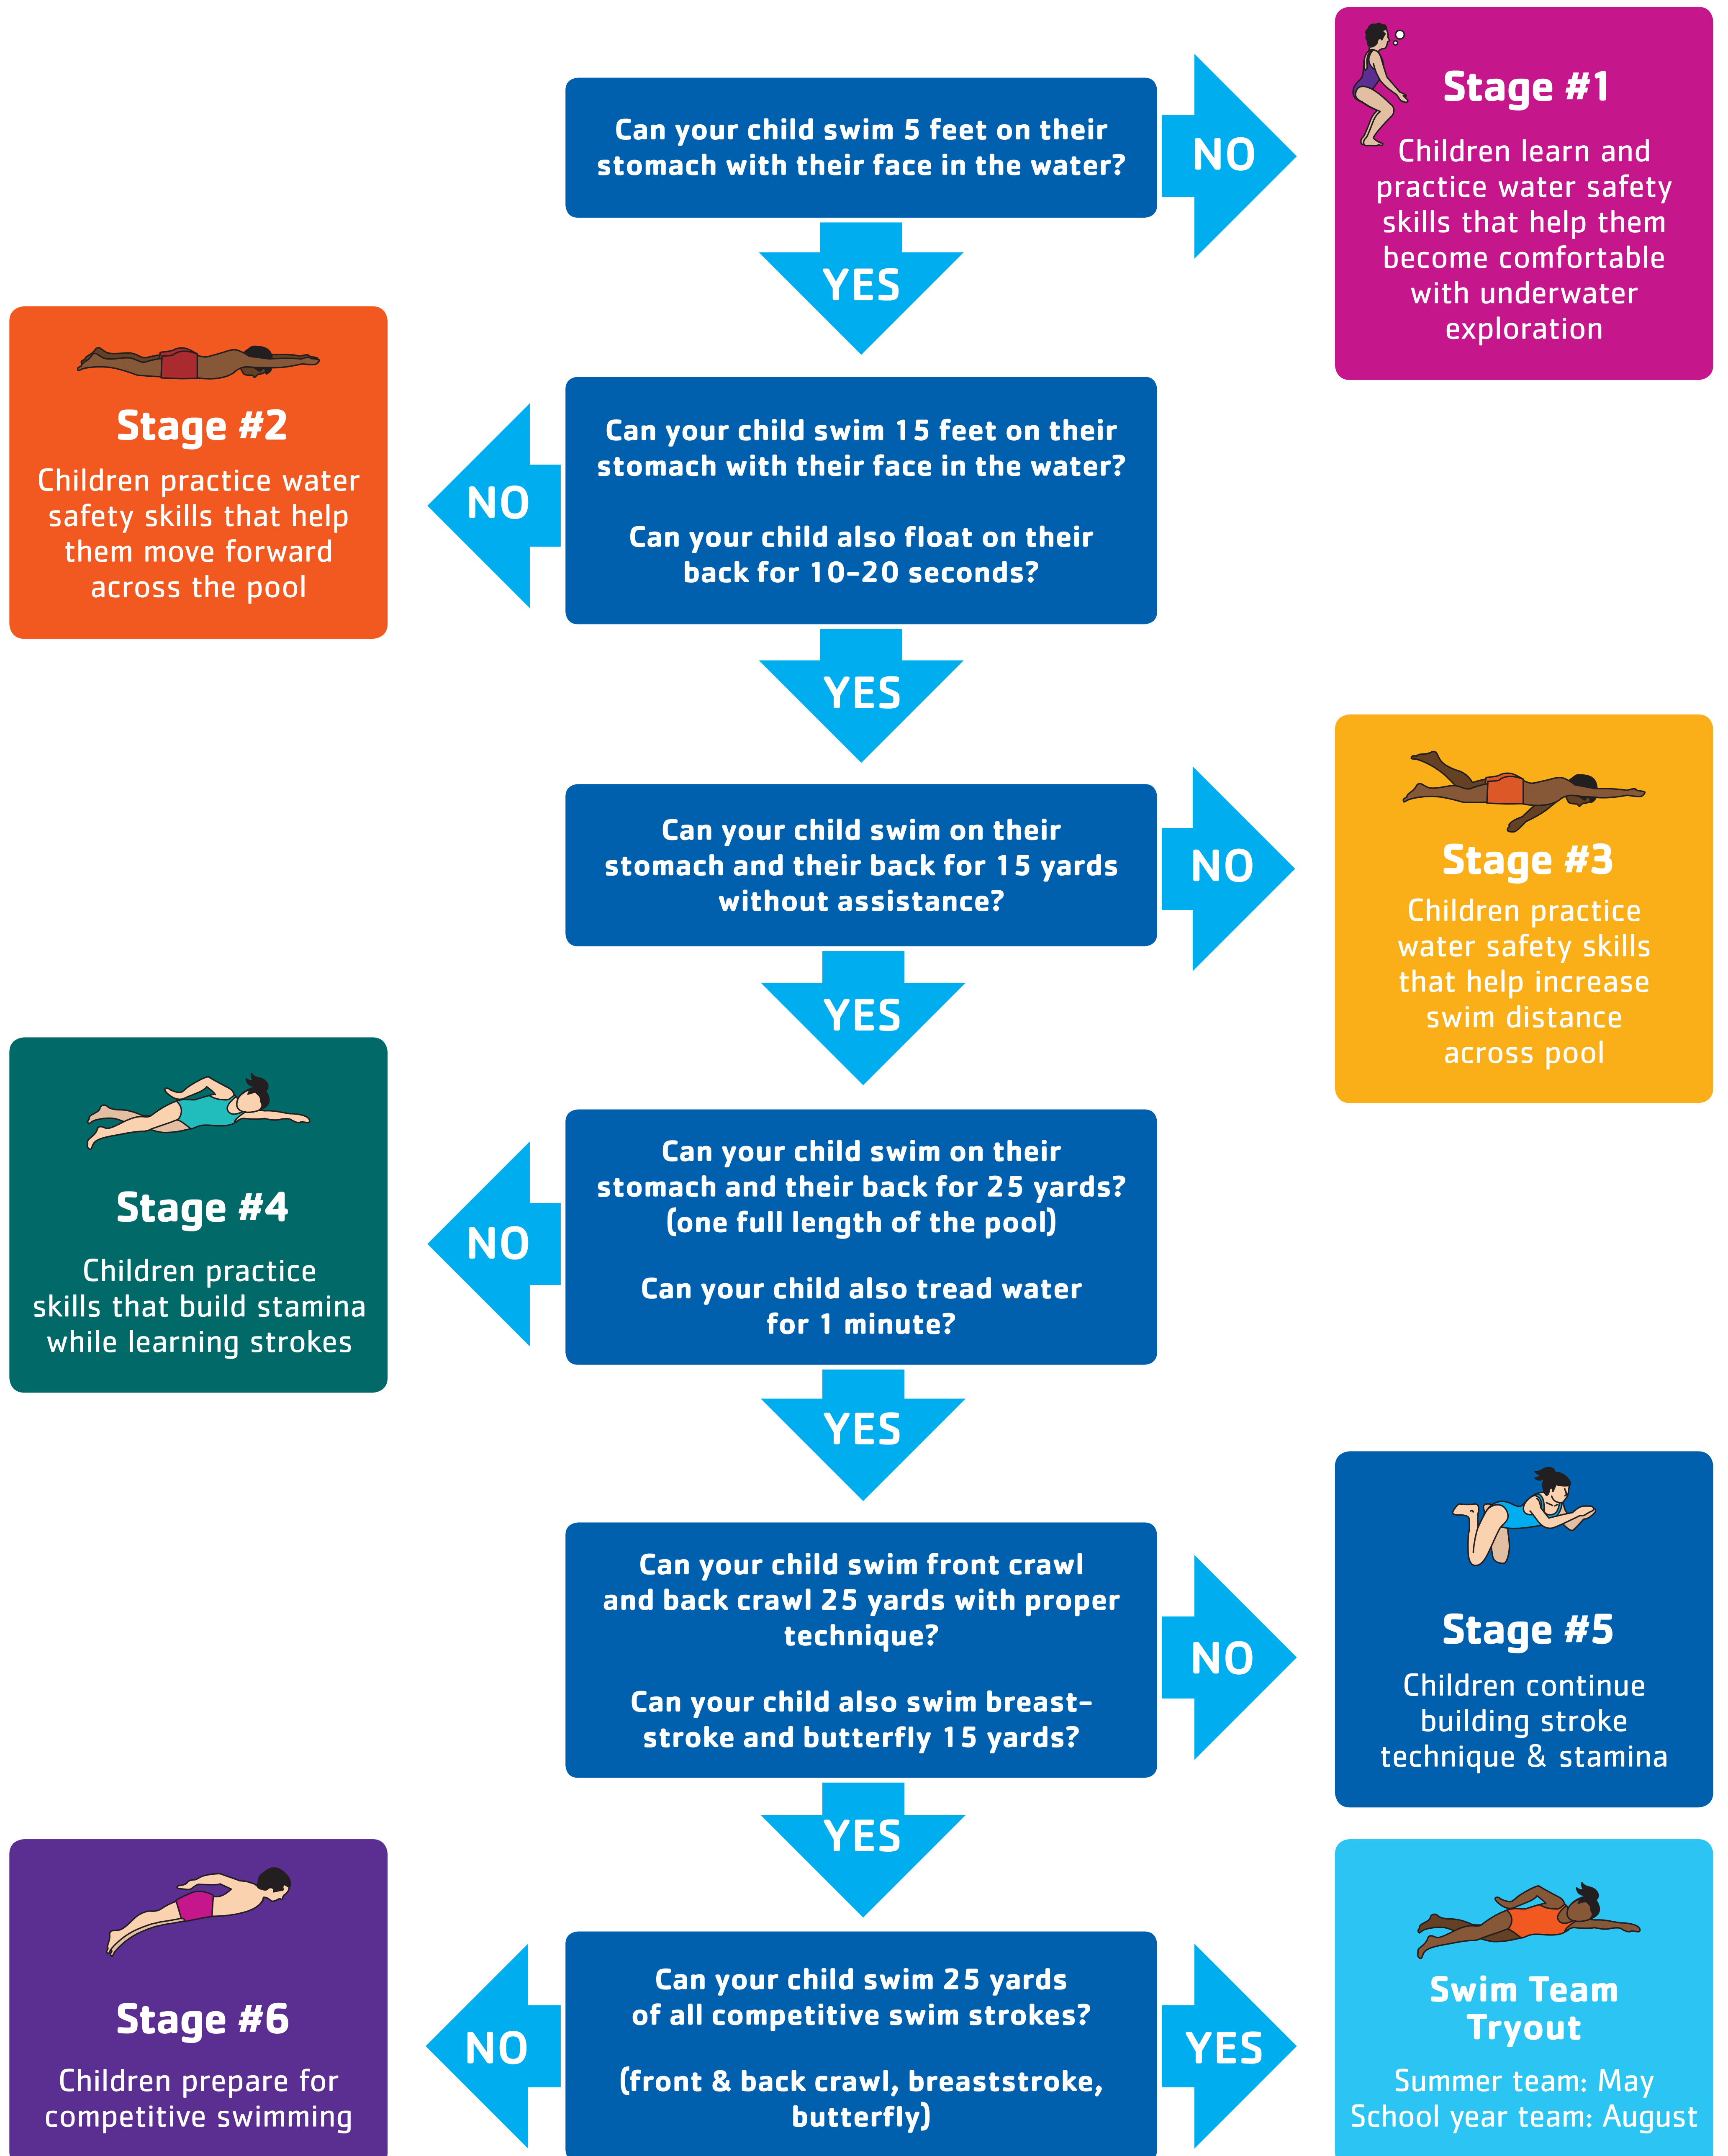 Can your child swim 5 feet on their
stomach with their face in the water?
NO
Stage #1
Children learn and
practice water safety
skills that help them
become comfortable
with underwater
exploration
YES
Can your child swim 15 feet on their
stomach with their face in the water?
Can your child also float on their
back for 10-20 seconds?
NO
Stage #2
Children practice water
safety skills that help
them move forward
across the pool
YES
Can your child swim on their
stomach and their back for 15 yards
without assistance?
NO
Stage #3
Children practice
water safety skills
that help increase
swim distance
across pool
YES
Can your child swim on their
stomach and their back for 25 yards?
(one full length of the pool)
Can your child also tread water
for 1 minute?
NO
Stage #4
Children practice
skills that build stamina
while learning strokes
YES
Can your child swim front crawl
and back crawl 25 yards with proper
technique?
Can your child also swim breast-
stroke and butterfly 15 yards?
NO
Stage #5
Children continue
building stroke
technique & stamina
YES
Can your child swim 25 yards
of all competitive swim strokes?
(front & back crawl, breaststroke,
butterfly)
NO
Stage #6
Children prepare for
competitive swimming
YES
Swim Team
Tryout
Summer team: May
School year team: August